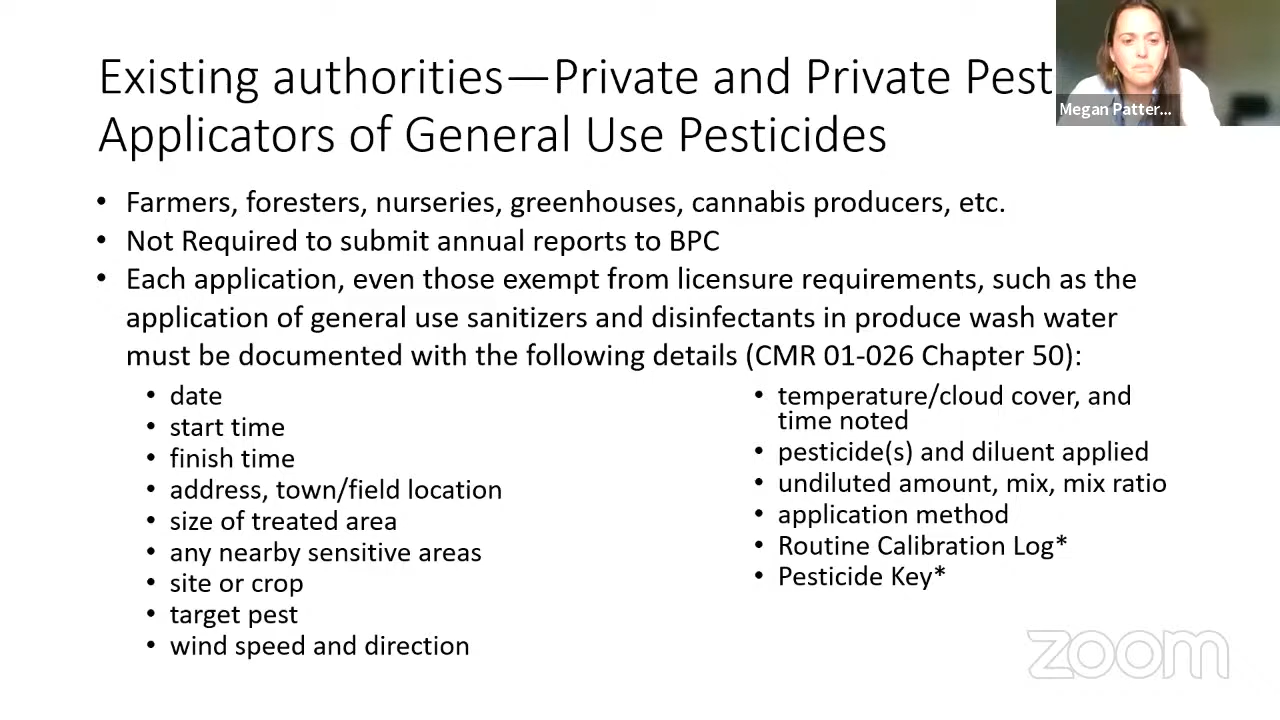 Existing authorities—Private and Private Pest
Applicators of General Use Pesticides
Megan Patter...
• Farmers, foresters, nurseries, greenhouses, cannabis producers, etc.
• Not Required to submit annual reports to BPC
• Each application, even those exempt from licensure requirements, such as the
application of general use sanitizers and disinfectants in produce wash water
must be documented with the following details (CMR 01-026 Chapter 50):
• date
• start time
• finish time
• address, town/field location
• size of treated area
• any nearby sensitive areas
• site or crop
• target pest
• wind speed and direction
• temperature/cloud cover, and
time noted
• pesticide(s) and diluent applied
• undiluted amount, mix, mix ratio
• application method
• Routine Calibration Log*
• Pesticide Key*
zoom